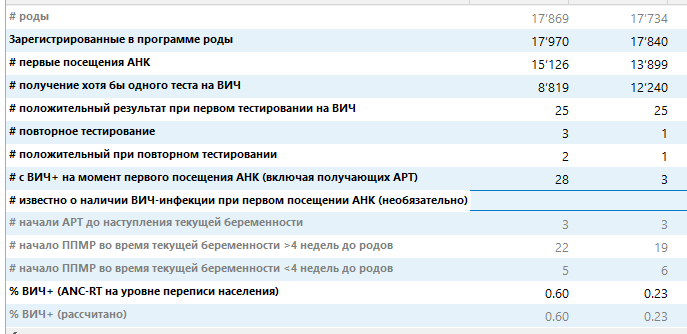 # роды 17'869 17'734
Зарегистрированные в программе роды 17'970 17'840
# первые посещения АНК 15'126 13'899
# получение хотя бы одного теста на ВИЧ 8'819 12'240
# положительный результат при первом тестировании на ВИЧ 25 25
# повторное тестирование 3 1
# положительный при повторном тестировании 2 1
# с ВИЧ+ на момент первого посещения АНК (включая получающих АРТ) 28 3
# известно о наличии ВИЧ-инфекции при первом посещении АНК (необязательно)
# начали АРТ до наступления текущей беременности 3 3
# начало ППМР во время текущей беременности >4 недель до родов 22 19
# начало ППМР во время текущей беременности <4 недель до родов 5 6
% ВИЧ+ (ANC-RT на уровне переписи населения) 0.60 0.23
% ВИЧ+ (рассчитано) 0.60 0.23